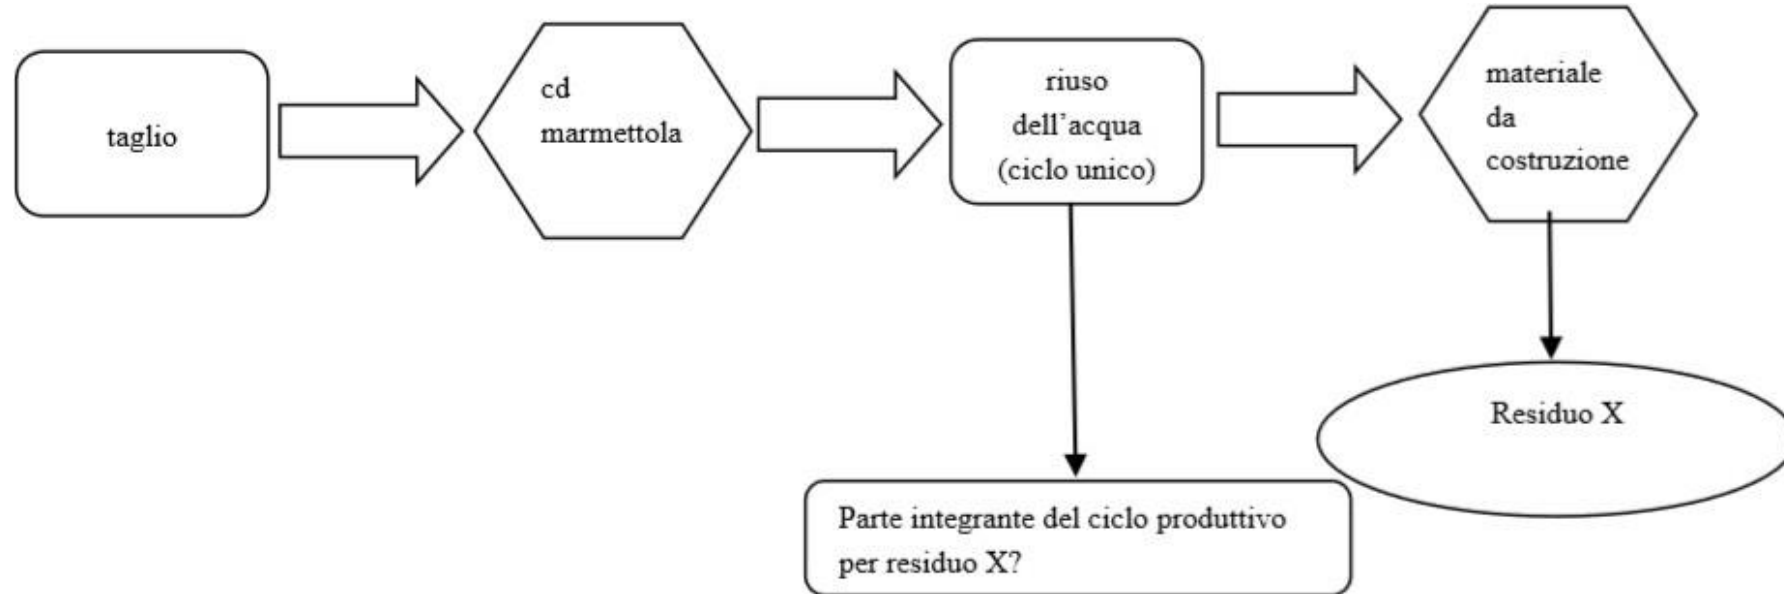 taglio
cd
marmettola
riuso
dell’acqua
(ciclo unico)
materiale
da
costruzione
Residuo X
Parte integrante del ciclo produttivo
per residuo X?